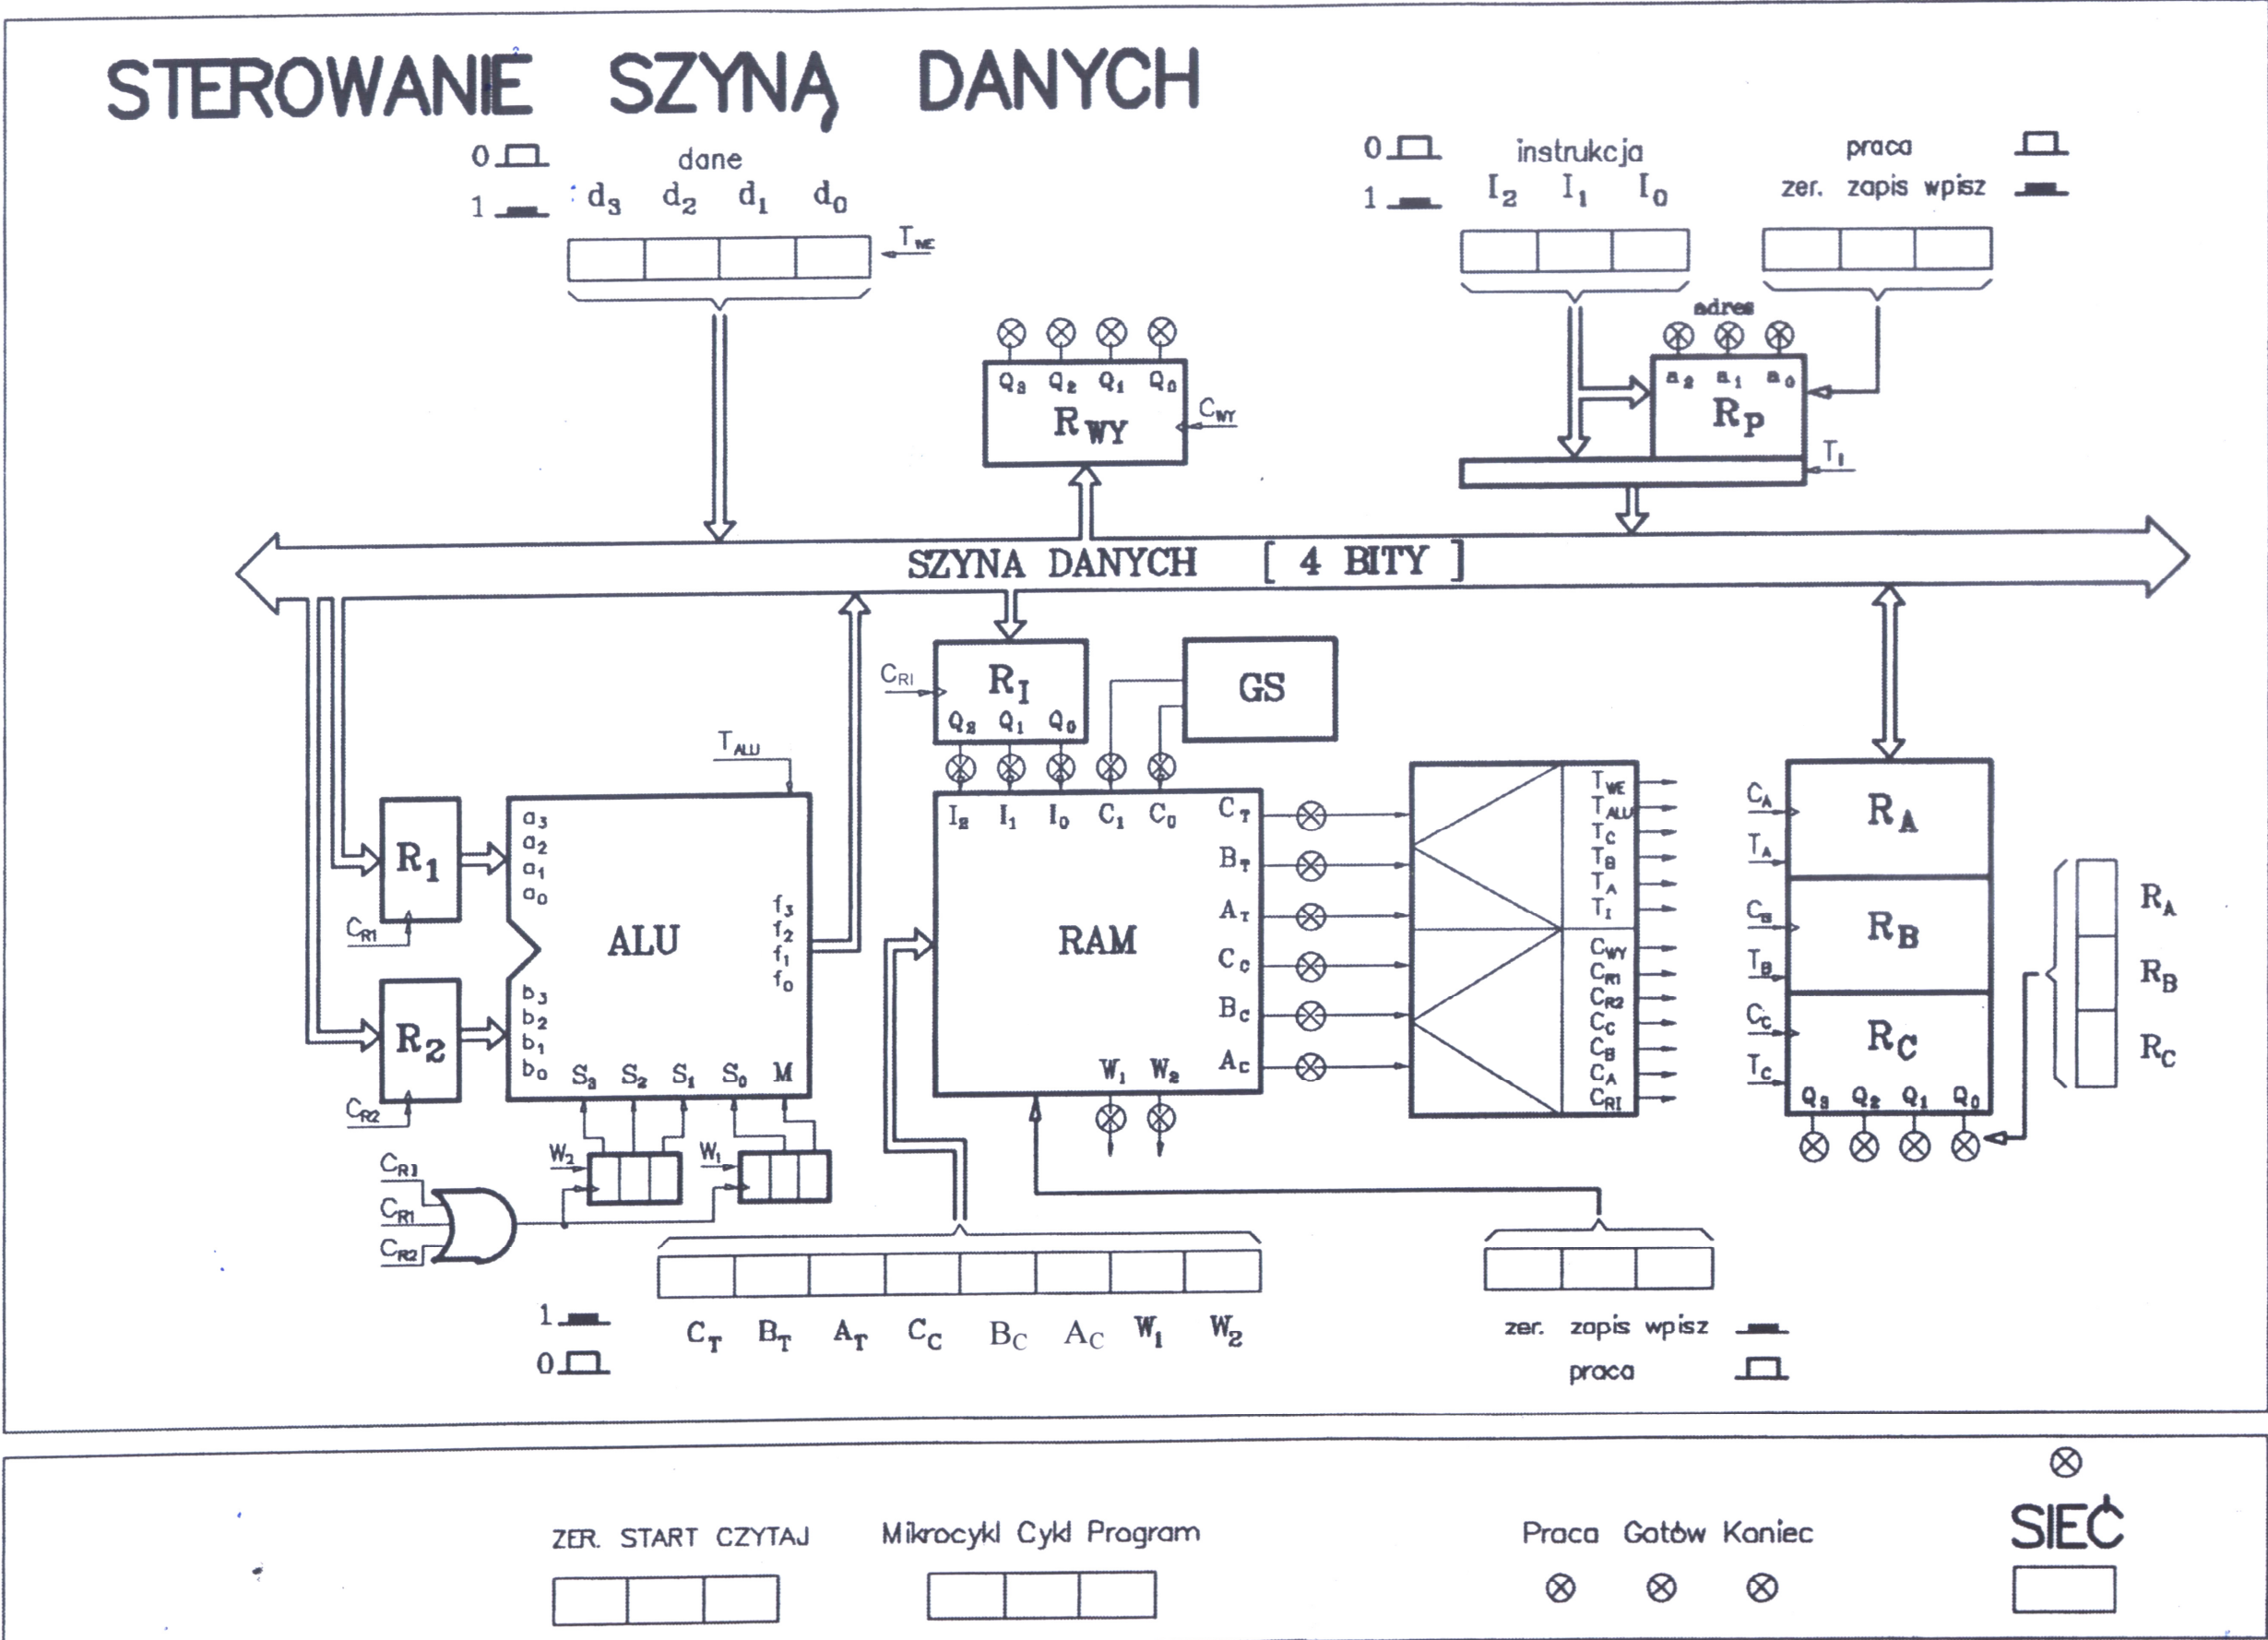 STEROWANIE SZYNĄ DANYCH
0 dane
1 d3 d2 d1 d0
TWE
0 instrukcja
1 I2 I1 I0
praca
zer. zapis wpisz
adres
a2 a1 a0
RP
TI
Q3 Q2 Q1 Q0
RWY
CWY
SZYNA DANYCH [ 4 BITY ]
CRI
RI
Q2 Q1 Q0
GS
TALU
R1
CR1
R2
CR2
a3
a2
a1
a0
ALU
f3
f2
f1
f0
b3
b2
b1
b0
S3 S2 S1 S0 M
W2
W1
CRI
CR1
CR2
I2 I1 I0 C1 C0
RAM
CT
BT
AT
CC
BC
AC
W1 W2
TWE
TALU
TC
TB
TA
TI
CWY
CR1
CR2
CC
CB
CA
CRI
CA
TA
RA
CB
TB
RB
CC
TC
RC
Q3 Q2 Q1 Q0
RA
RB
RC
1
0
CT BT AT CC BC AC W1 W2
zer. zapis wpisz
praca
ZER. START CZYTAJ
Mikrocykl Cykl Program
Praca Gotów Koniec
SIEĆ